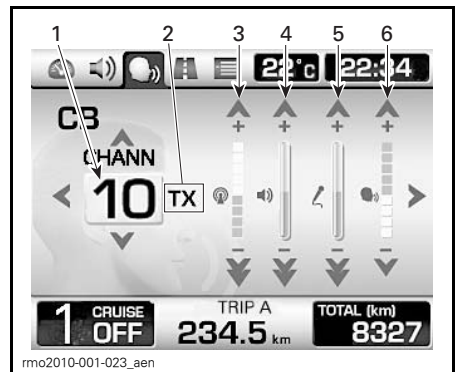 1 2 3 4 5 6
22°c 22:34
CB
CHANN
10 TX
+ + + +
- - - -
1 CRUISE OFF
TRIP A
234.5 km
TOTAL (km)
8327
rmo2010-001-023_aen